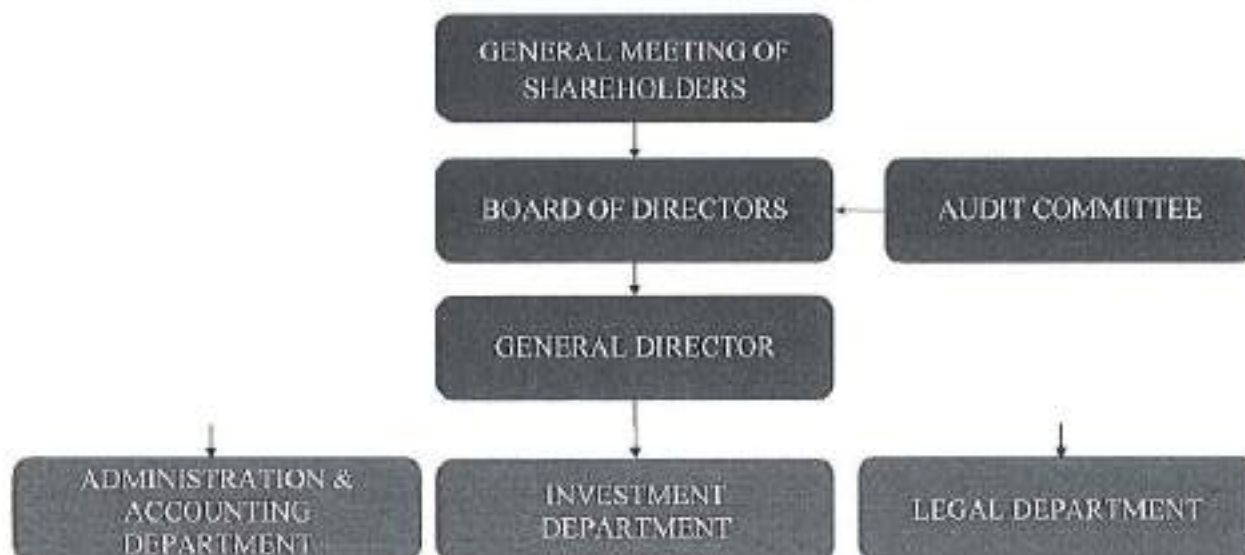 GENERAL MEETING OF
SHAREHOLDERS
BOARD OF DIRECTORS
AUDIT COMMITTEE
GENERAL DIRECTOR
ADMINISTRATION &
ACCOUNTING
DEPARTMENT
INVESTMENT
DEPARTMENT
LEGAL DEPARTMENT